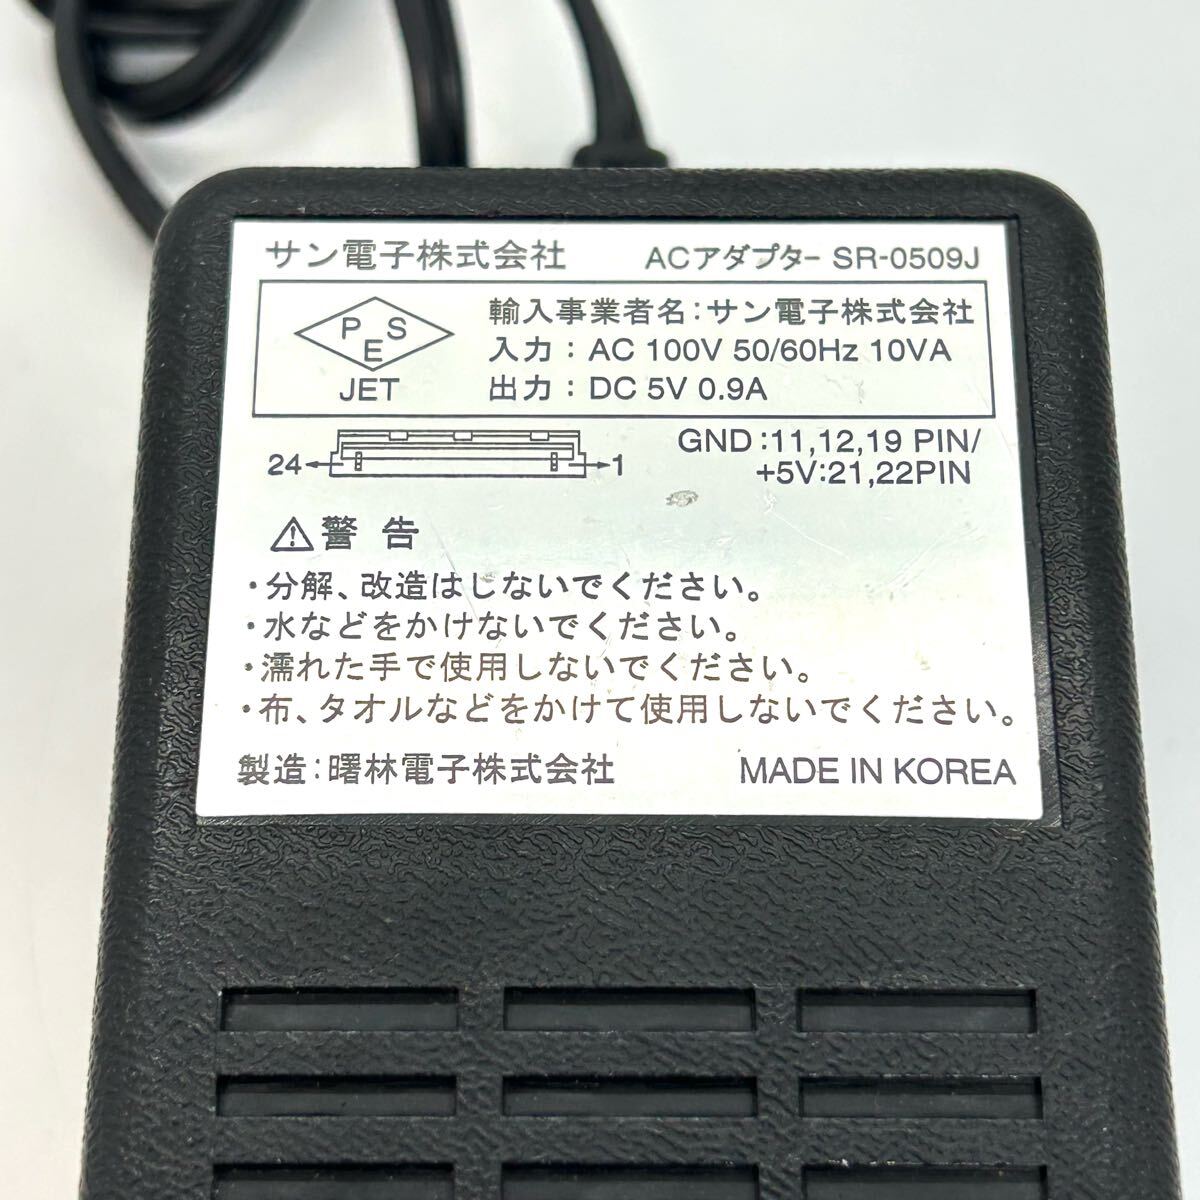 サン電子株式会社 ACアダプター SR-0509J
PSE
JET
輸入事業者名:サン電子株式会社
入力:AC 100V 50/60Hz 10VA
出力:DC 5V 0.9A
24 1
GND:11,12,19 PIN/
+5V:21,22PIN
⚠警告
・分解、改造はしないでください。
・水などをかけないでください。
・濡れた手で使用しないでください。
・布、タオルなどをかけて使用しないでください。
製造:曙林電子株式会社 MADE IN KOREA